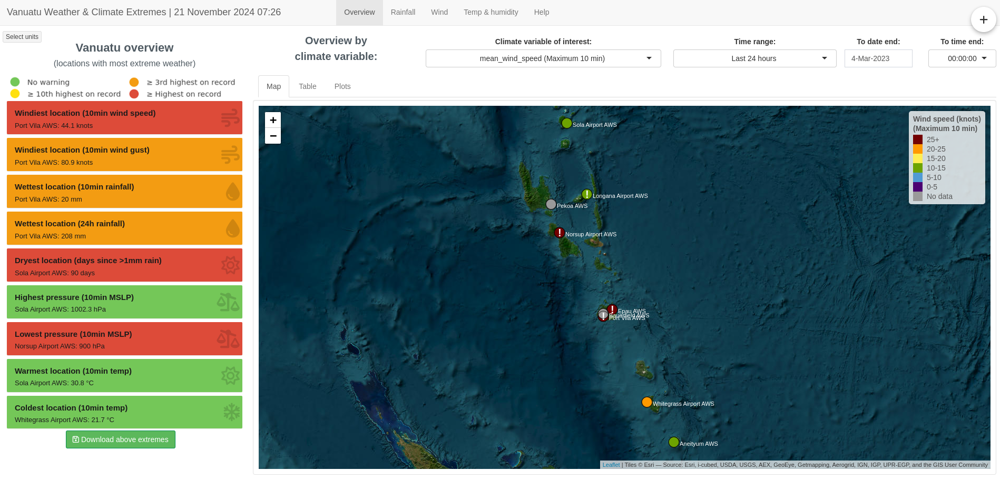 Vanuatu Weather & Climate Extremes | 21 November 2024 07:26
Overview
Rainfall
Wind
Temp & humidity
Help
+
Select units
Vanuatu overview
(locations with most extreme weather)
No warning
≥ 3rd highest on record
≥ 10th highest on record
≥ Highest on record
Windiest location (10min wind speed)
Port Vila AWS: 44.1 knots
Windiest location (10min wind gust)
Port Vila AWS: 80.9 knots
Wettest location (10min rainfall)
Port Vila AWS: 20 mm
Wettest location (24h rainfall)
Port Vila AWS: 208 mm
Dryest location (days since >1mm rain)
Sola Airport AWS: 90 days
Highest pressure (10min MSLP)
Sola Airport AWS: 1002.3 hPa
Lowest pressure (10min MSLP)
Norsup Airport AWS: 900 hPa
Warmest location (10min temp)
Sola Airport AWS: 30.8 °C
Coldest location (10min temp)
Whitegrass Airport AWS: 21.7 °C
Download above extremes
Overview by
climate variable:
Climate variable of interest:
mean_wind_speed (Maximum 10 min)
Time range:
Last 24 hours
To date end:
4-Mar-2023
To time end:
00:00:00
Map
Table
Plots
+
−
Wind speed (knots)
(Maximum 10 min)
25+
20-25
15-20
10-15
5-10
0-5
No data
Sola Airport AWS
! Longana Airport AWS
Pekoa AWS
! Norsup Airport AWS
! Epau AWS
Bauerfield AWS
! Port Vila AWS
Whitegrass Airport AWS
Aneityum AWS
Leaflet | Tiles © Esri — Source: Esri, i-cubed, USDA, USGS, AEX, GeoEye, Getmapping, Aerogrid, IGN, IGP, UPR-EGP, and the GIS User Community